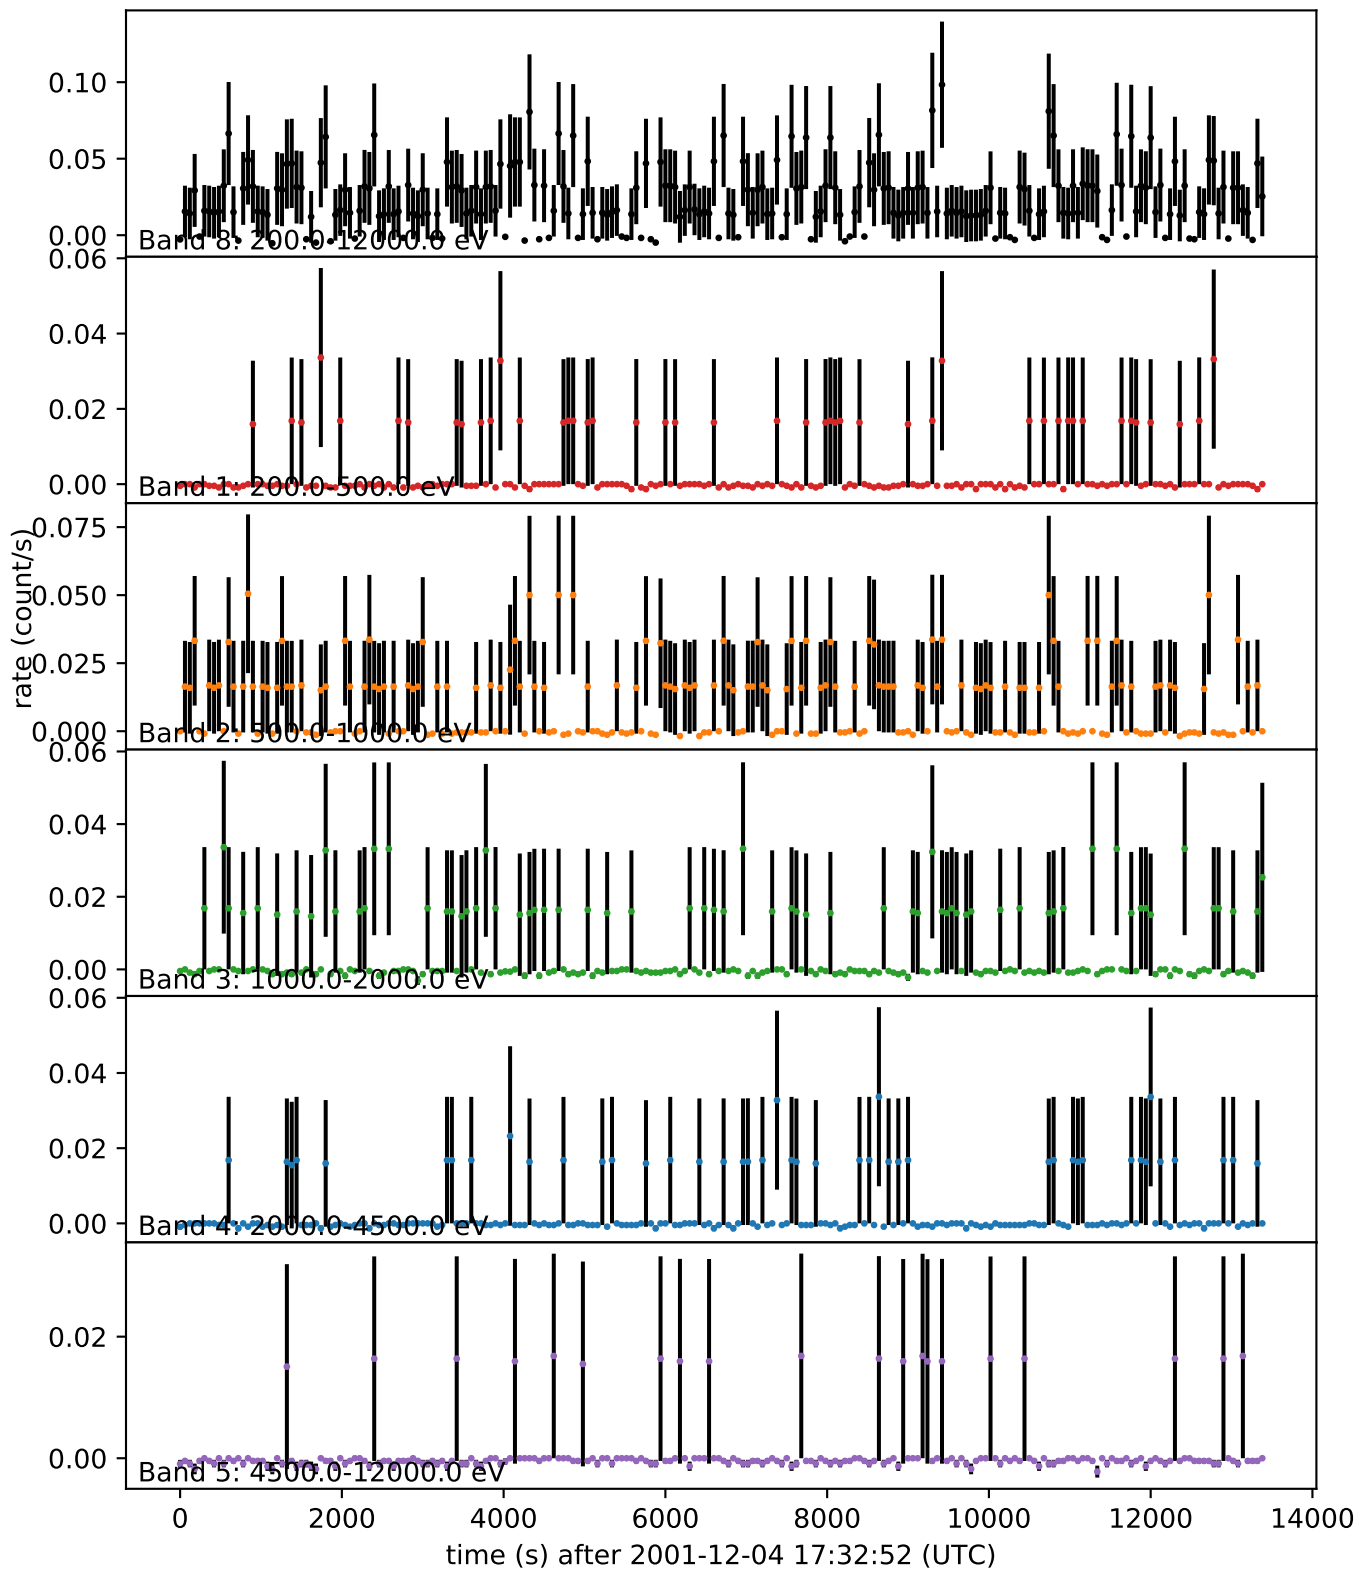 0.10
0.05
0.00
Band 8: 200.0-12000.0 eV
0.06
0.04
0.02
0.00
Band 1: 200.0-500.0 eV
rate (count/s)
0.075
0.050
0.025
0.000
Band 2: 500.0-1000.0 eV
0.06
0.04
0.02
0.00
Band 3: 1000.0-2000.0 eV
0.06
0.04
0.02
0.00
Band 4: 2000.0-4500.0 eV
0.02
0.00
Band 5: 4500.0-12000.0 eV
0 2000 4000 6000 8000 10000 12000 14000
time (s) after 2001-12-04 17:32:52 (UTC)